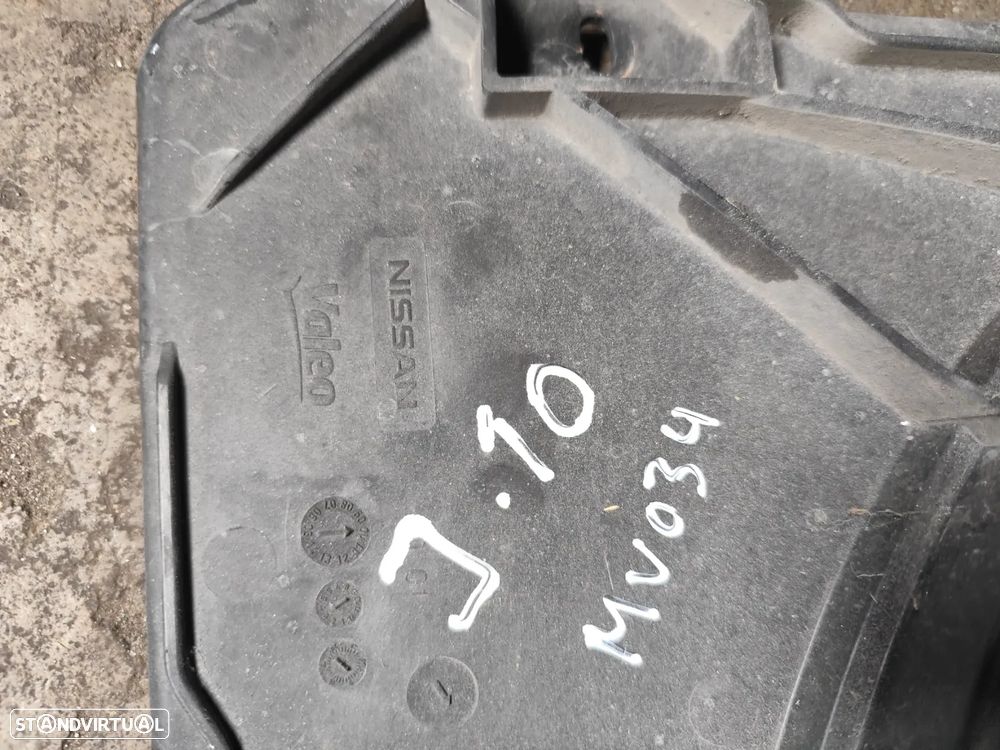 NISSAN
Valeo
J.10
MV034
STANDVIRTUAL